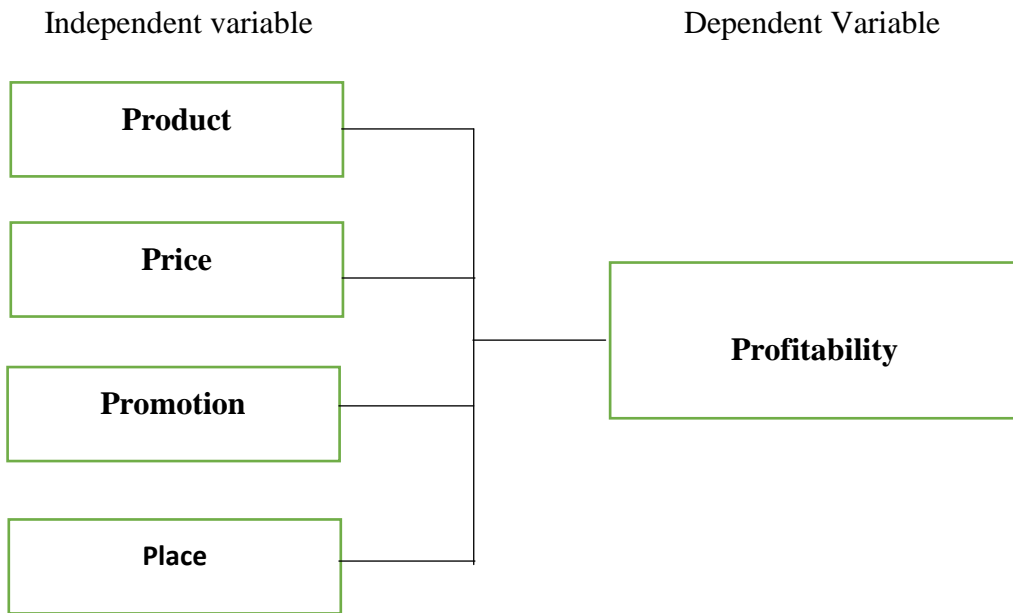 Independent variable
Dependent Variable
Product
Price
Promotion
Place
Profitability